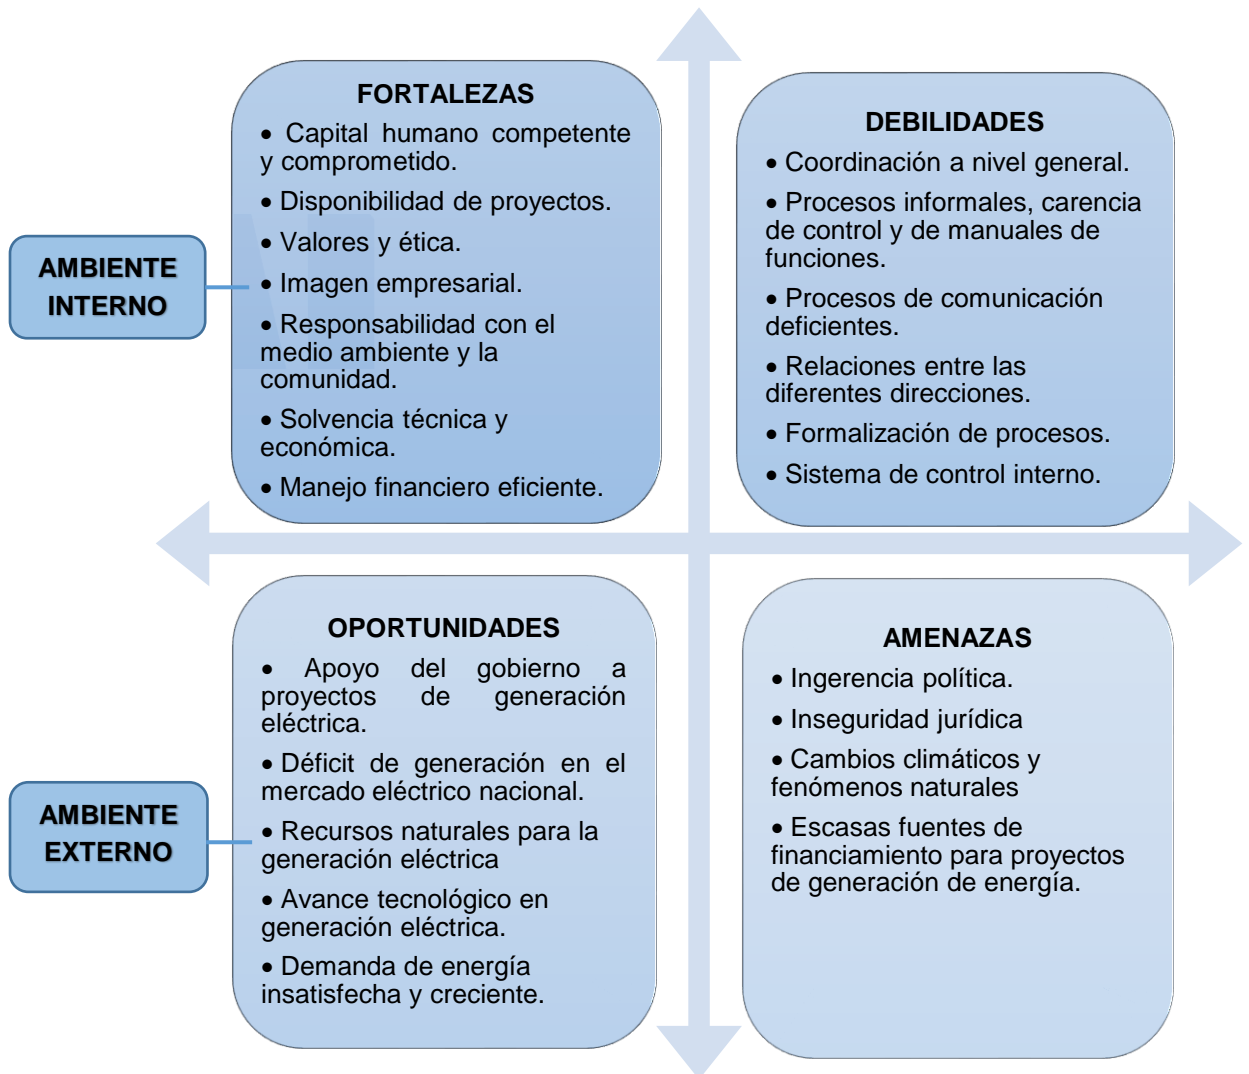 FORTALEZAS
• Capital humano competente
y comprometido.
• Disponibilidad de proyectos.
• Valores y ética.
• Imagen empresarial.
• Responsabilidad con el
medio ambiente y la
comunidad.
• Solvencia técnica y
económica.
• Manejo financiero eficiente.
DEBILIDADES
• Coordinación a nivel general.
• Procesos informales, carencia
de control y de manuales de
funciones.
• Procesos de comunicación
deficientes.
• Relaciones entre las
diferentes direcciones.
• Formalización de procesos.
• Sistema de control interno.
AMBIENTE
INTERNO
OPORTUNIDADES
• Apoyo del gobierno a
proyectos de generación
eléctrica.
• Déficit de generación en el
mercado eléctrico nacional.
• Recursos naturales para la
generación eléctrica
• Avance tecnológico en
generación eléctrica.
• Demanda de energía
insatisfecha y creciente.
AMENAZAS
• Ingerencia política.
• Inseguridad jurídica
• Cambios climáticos y
fenómenos naturales
• Escasas fuentes de
financiamiento para proyectos
de generación de energía.
AMBIENTE
EXTERNO